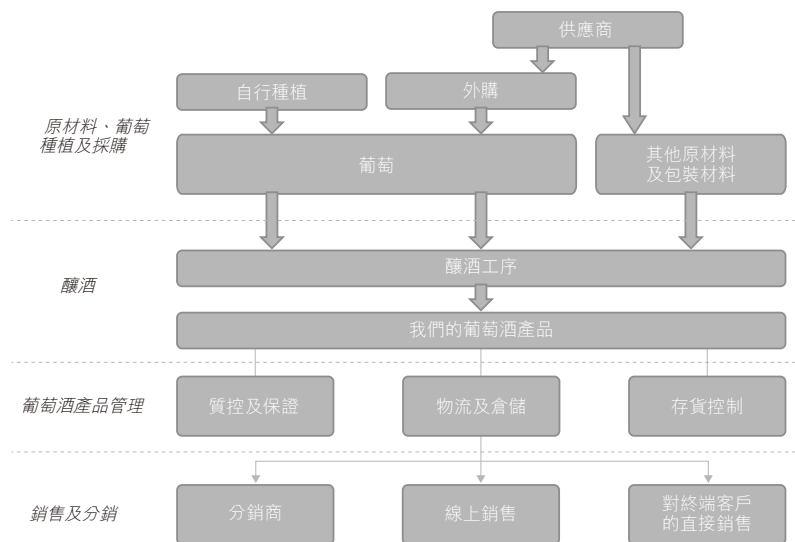 供應商
自行種植
外購
原材料、葡萄
種植及採購
葡萄
其他原材料
及包裝材料
釀酒
釀酒工序
我們的葡萄酒產品
葡萄酒產品管理
質控及保證
物流及倉儲
存貨控制
銷售及分銷
分銷商
線上銷售
對終端客戶
的直接銷售